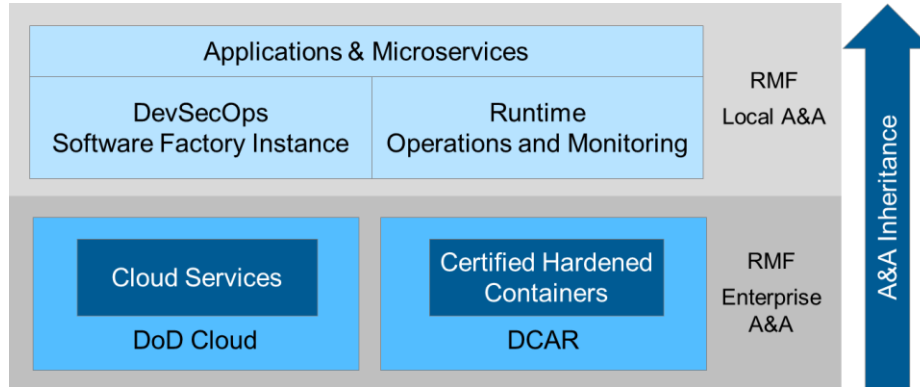 Applications & Microservices
DevSecOps
Software Factory Instance
Runtime
Operations and Monitoring
RMF
Local A&A
Cloud Services
DoD Cloud
Certified Hardened
Containers
DCAR
RMF
Enterprise
A&A
A&A Inheritance